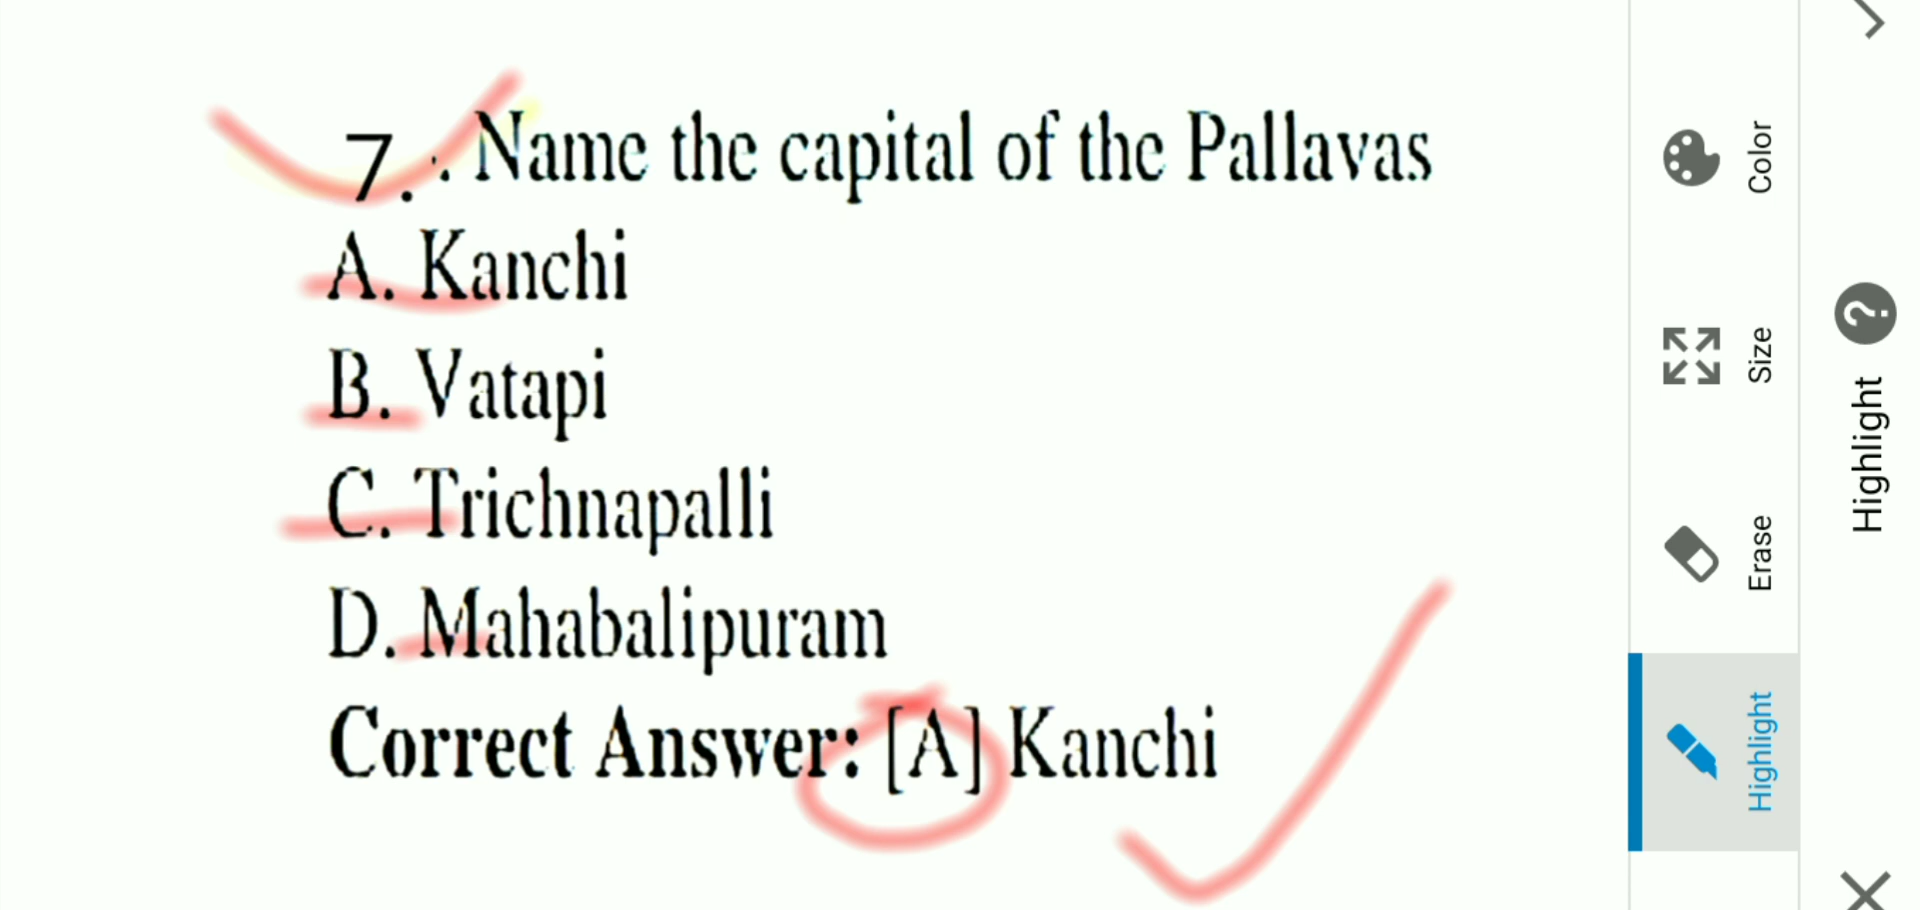 7. . Name the capital of the Pallavas
A. Kanchi
B. Vatapi
C. Trichnapalli
D. Mahabalipuram
Correct Answer: [A] Kanchi
Color
Size
Erase
Highlight
Highlight